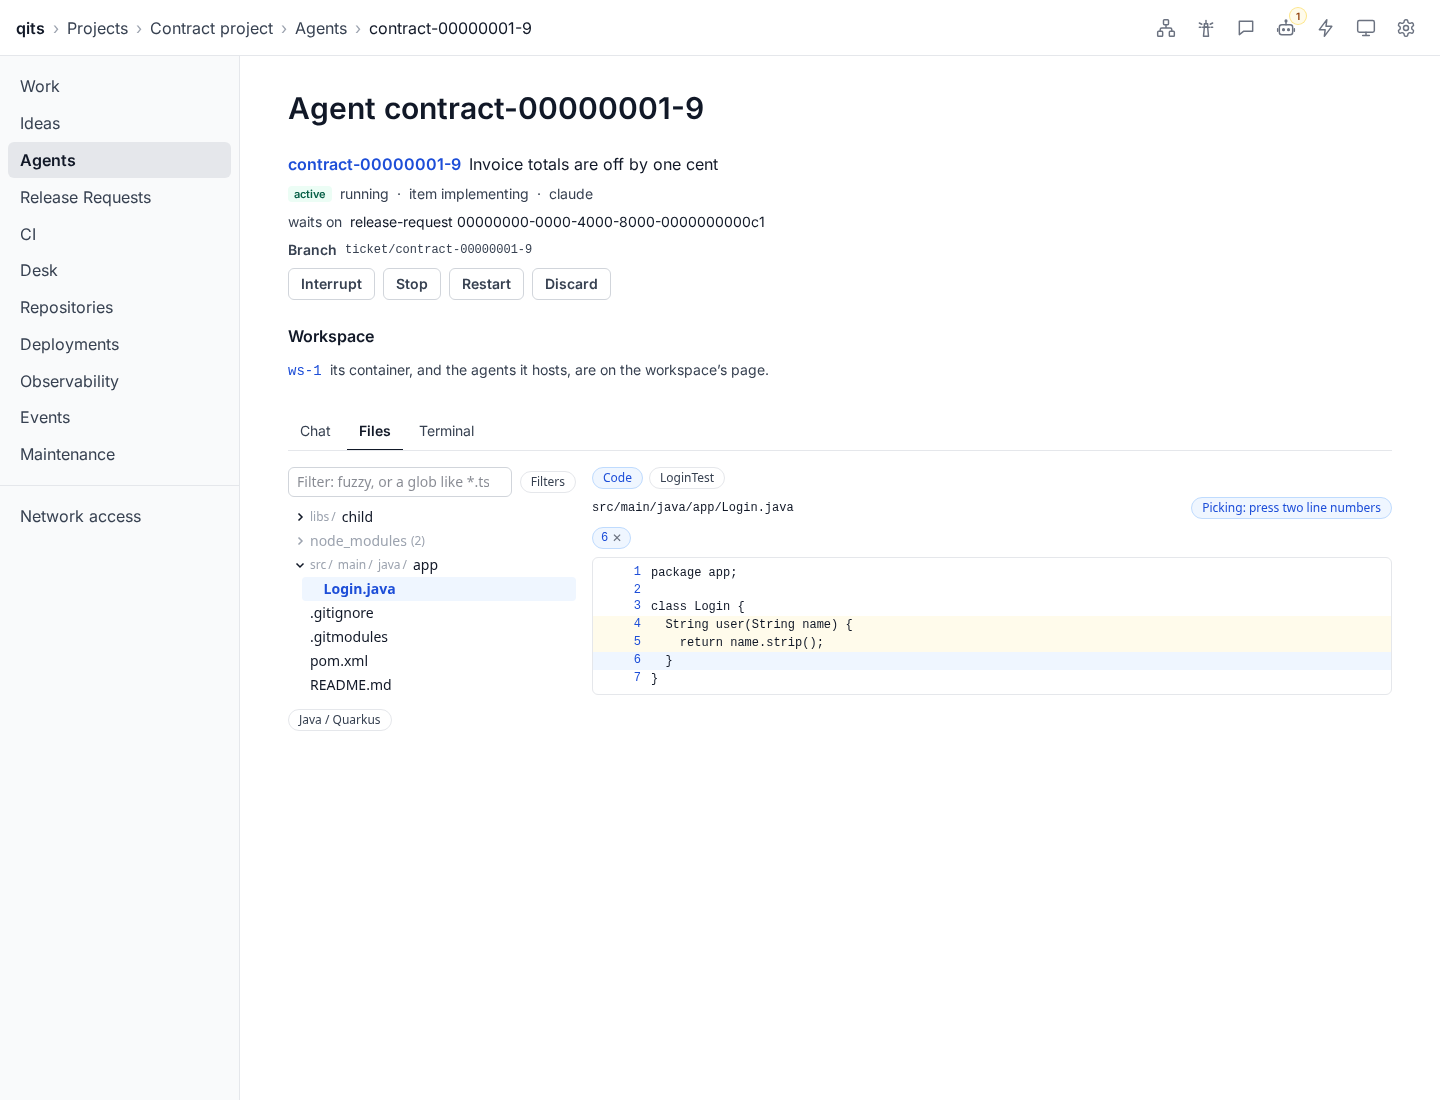 qits › Projects › Contract project › Agents › contract-00000001-9
1
Work
Ideas
Agents
Release Requests
CI
Desk
Repositories
Deployments
Observability
Events
Maintenance
Network access
Agent contract-00000001-9
contract-00000001-9 Invoice totals are off by one cent
active running · item implementing · claude
waits on release-request 00000000-0000-4000-8000-0000000000c1
Branch ticket/contract-00000001-9
Interrupt Stop Restart Discard
Workspace
ws-1 its container, and the agents it hosts, are on the workspace’s page.
Chat Files Terminal
Filter: fuzzy, or a glob like *.ts Filters
libs/ child
node_modules (2)
src/ main/ java/ app
Login.java
.gitignore
.gitmodules
pom.xml
README.md
Java / Quarkus
Code LoginTest
src/main/java/app/Login.java Picking: press two line numbers
6 ×
1 package app;
2
3 class Login {
4 String user(String name) {
5 return name.strip();
6 }
7 }